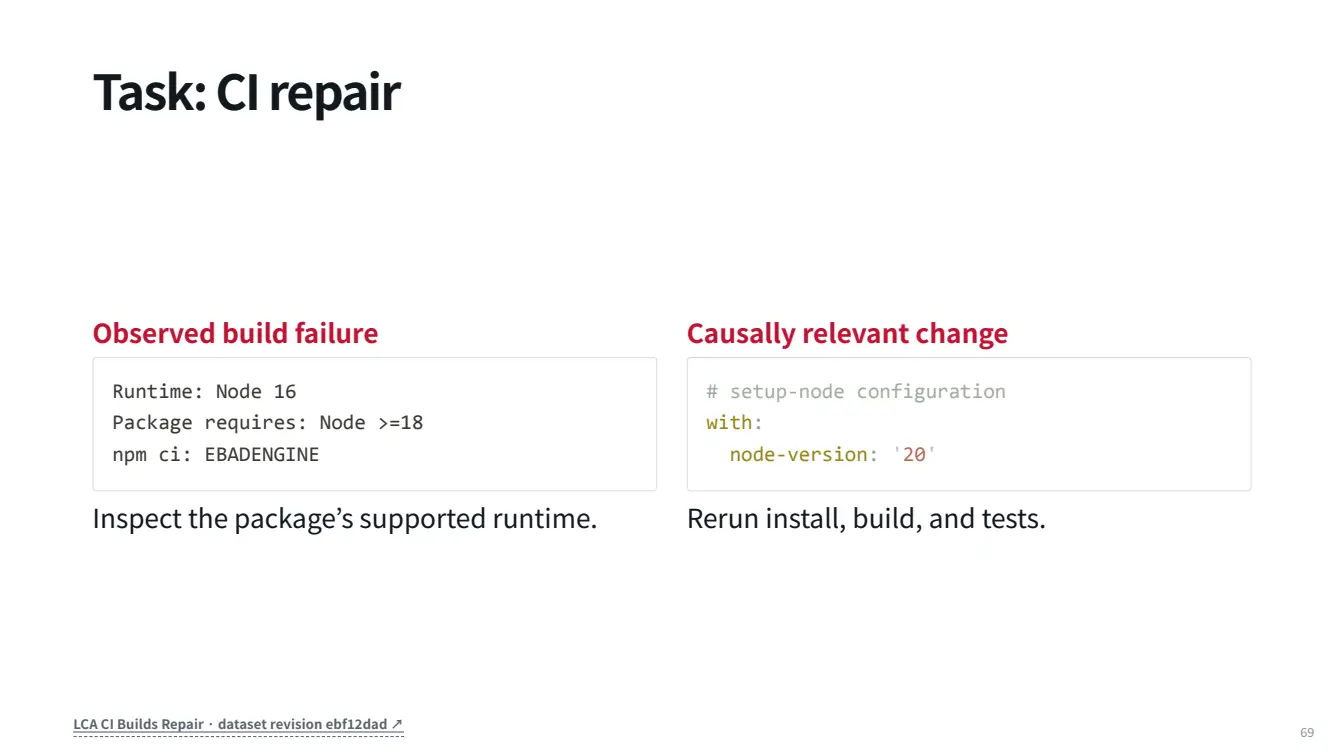 Task: CI repair
Observed build failure
Runtime: Node 16
Package requires: Node >=18
npm ci: EBADENGINE
Inspect the package’s supported runtime.
Causally relevant change
# setup-node configuration
with:
  node-version: '20'
Rerun install, build, and tests.
LCA CI Builds Repair · dataset revision ebf12dad ↗
69